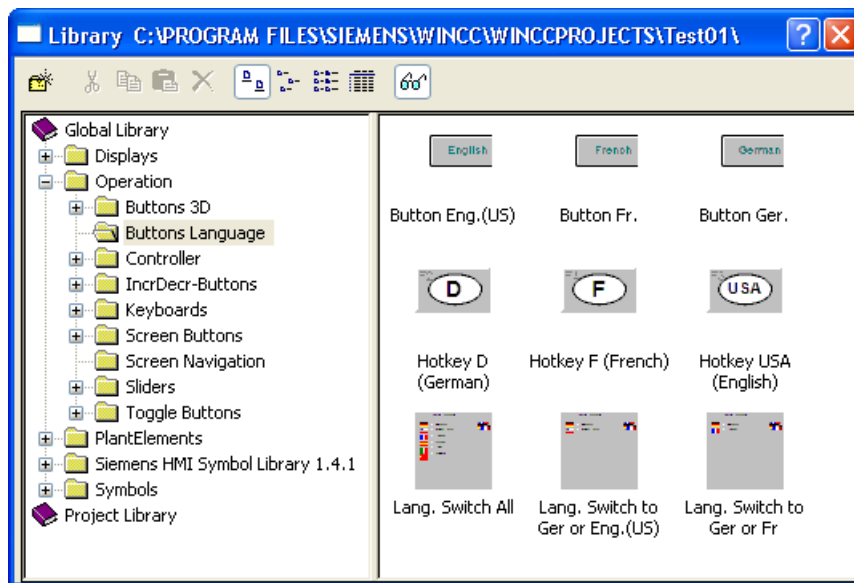 Library C:\PROGRAM FILES\SIEMENS\WINCC\WINCCPROJECTS\Test01\
Global Library
Displays
Operation
Buttons 3D
Buttons Language
Controller
IncrDecr-Buttons
Keyboards
Screen Buttons
Screen Navigation
Sliders
Toggle Buttons
PlantElements
Siemens HMI Symbol Library 1.4.1
Symbols
Project Library
English
French
German
Button Eng.(US)
Button Fr.
Button Ger.
D
F
USA
Hotkey D
(German)
Hotkey F (French)
Hotkey USA
(English)
Lang. Switch All
Lang. Switch to
Ger or Eng.(US)
Lang. Switch to
Ger or Fr